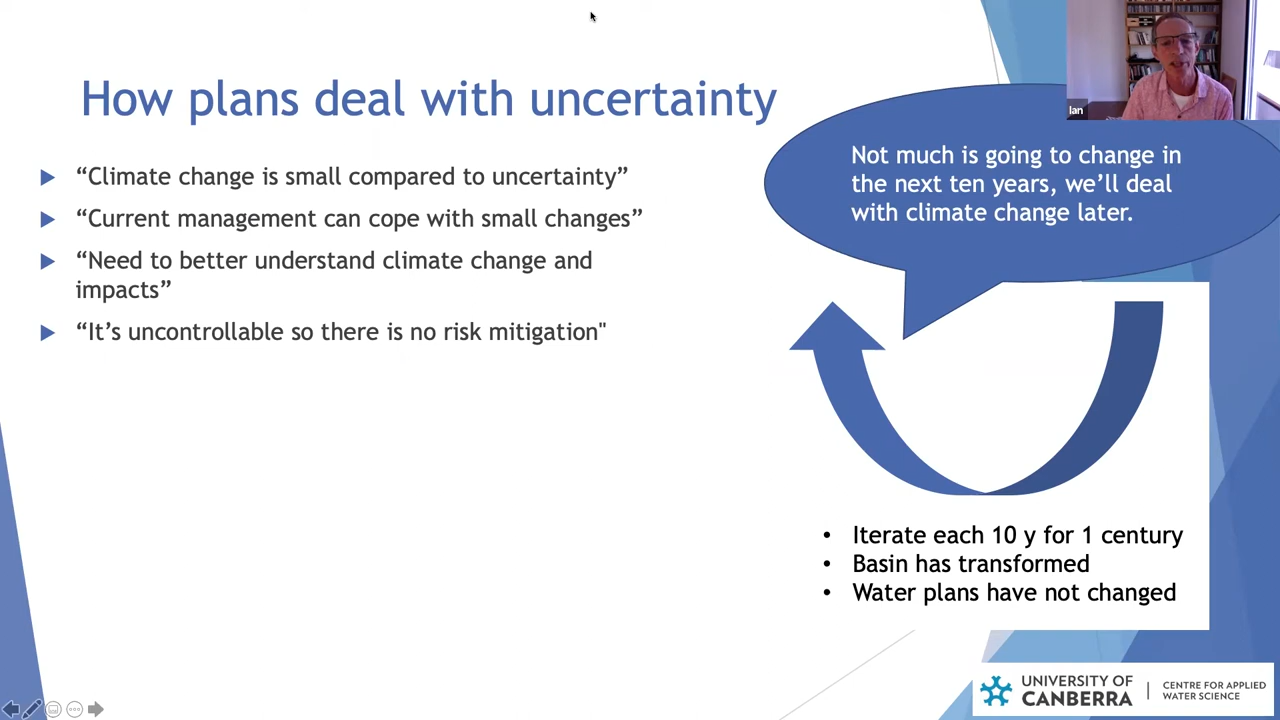 How plans deal with uncertainty
“Climate change is small compared to uncertainty”
“Current management can cope with small changes”
“Need to better understand climate change and
impacts”
“It’s uncontrollable so there is no risk mitigation"
Ian
Not much is going to change in
the next ten years, we’ll deal
with climate change later.
• Iterate each 10 y for 1 century
• Basin has transformed
• Water plans have not changed
UNIVERSITY OF
CANBERRA
CENTRE FOR APPLIED
WATER SCIENCE